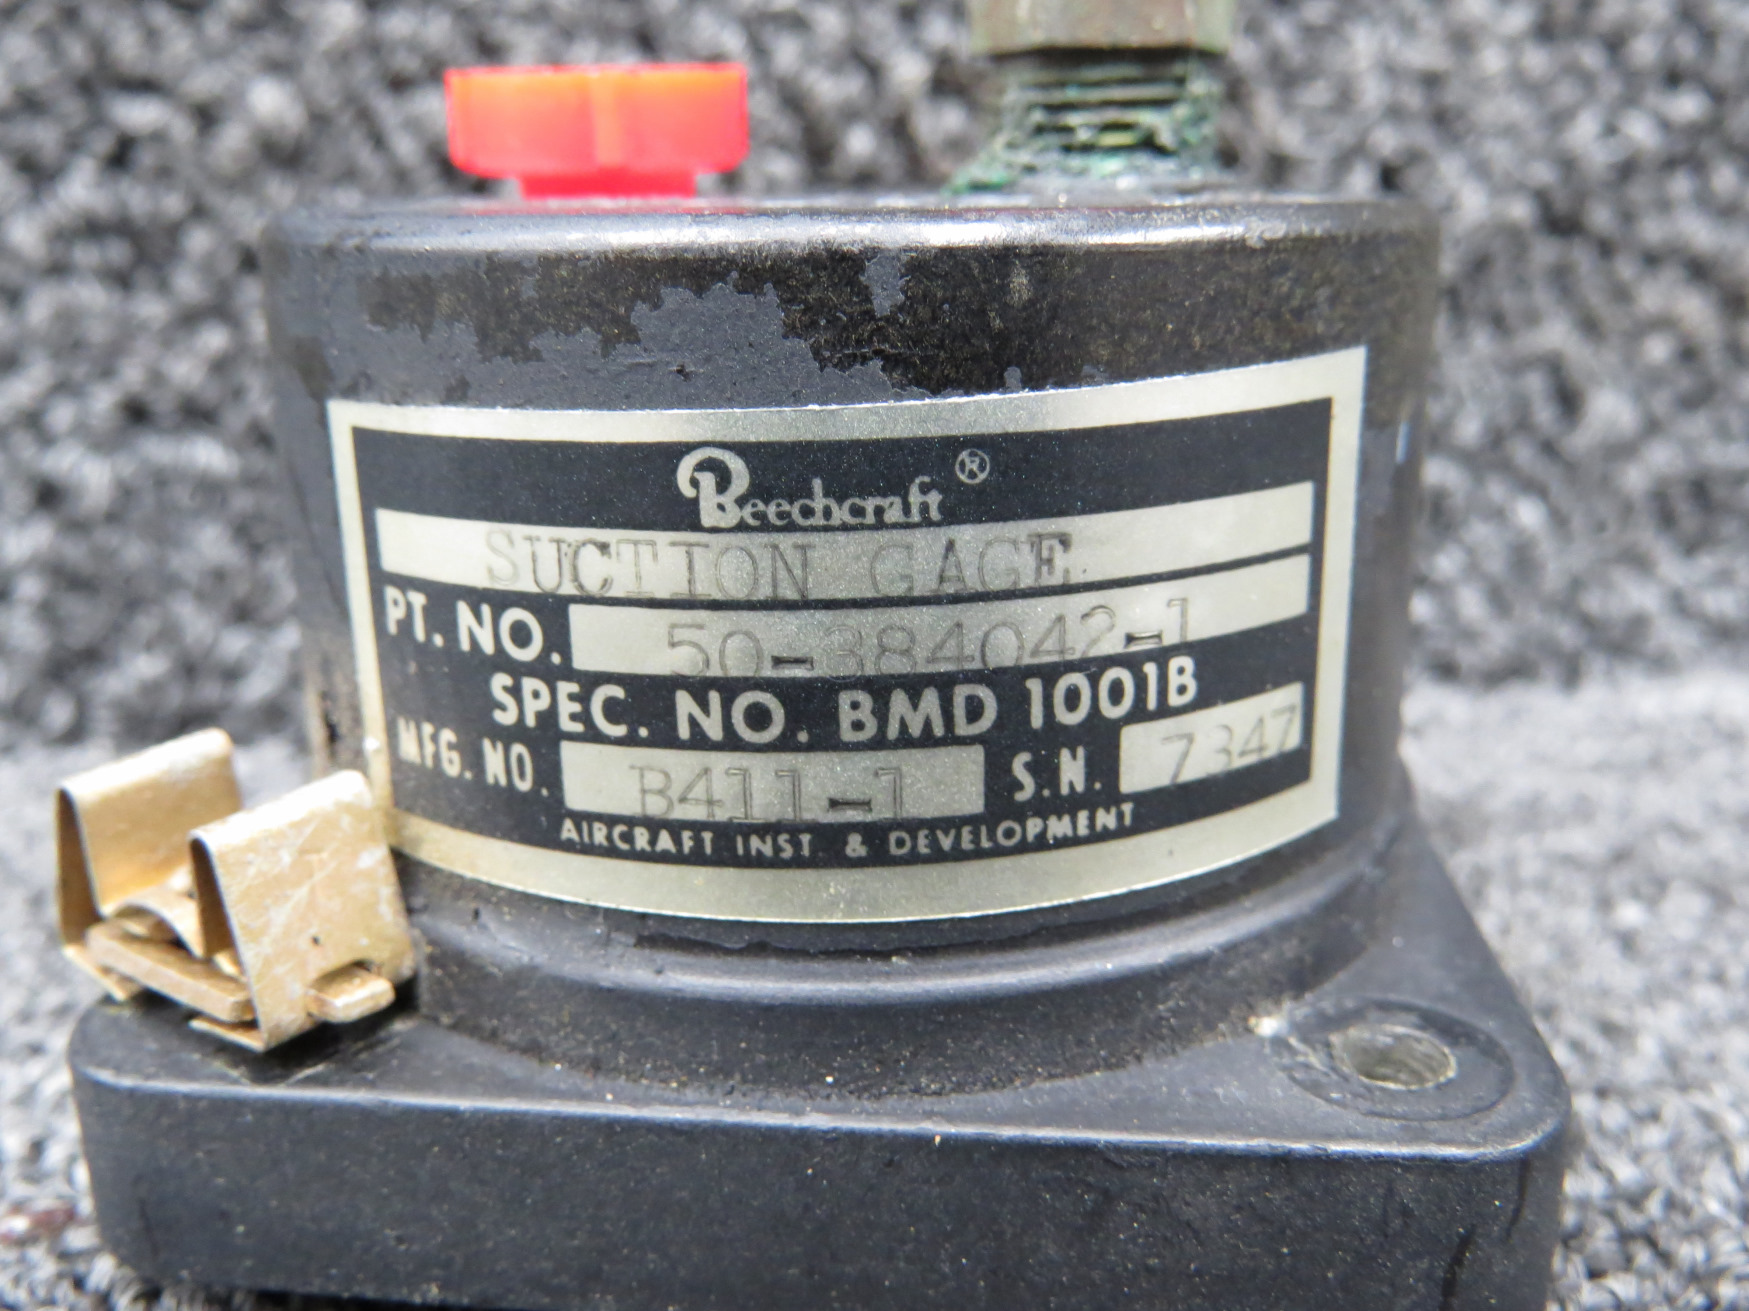 Beechcraft ®
SUCTION GAGE
PT. NO. 50-384042-1
SPEC. NO. BMD 1001B
MFG. NO. B411-1 S.N. 7347
AIRCRAFT INST & DEVELOPMENT